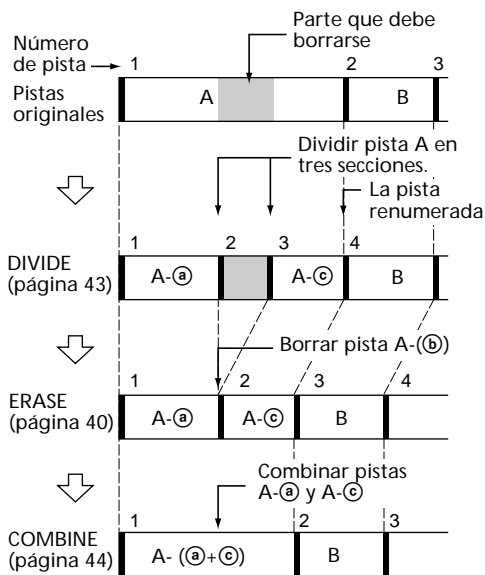 Parte que debe
borrarse
Número
de pista
1 2 3
Pistas
originales
A B
Dividir pista A en
tres secciones.
La pista
renumerada
1 2 3 4
DIVIDE
(página 43)
A-ⓐ A-ⓒ B
Borrar pista A-(ⓑ)
1 2 3 4
ERASE
(página 40)
A-ⓐ A-ⓒ B
Combinar pistas
A-ⓐ y A-ⓒ
1 2 3
COMBINE
(página 44)
A- (ⓐ+ⓒ) B